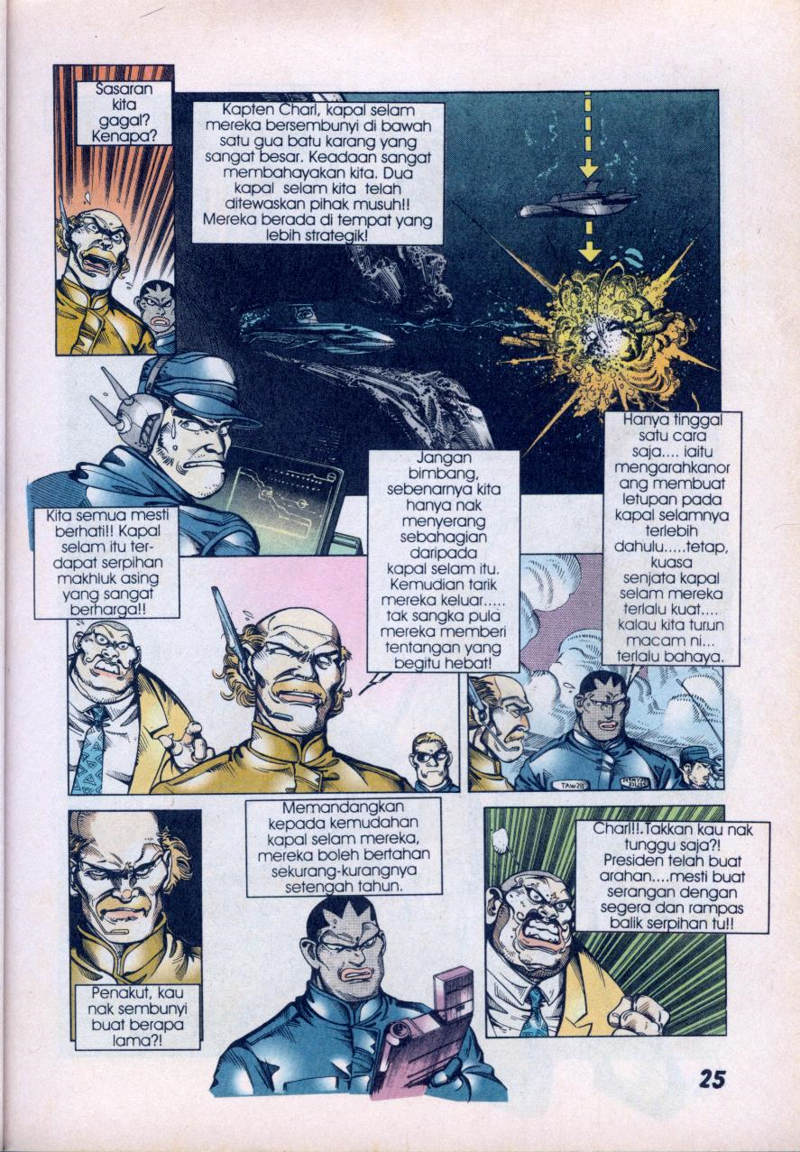 Sasaran
kita
gagal?
Kenapa?
Kapten Charl, kapal selam
mereka bersembunyi di bawah
satu gua batu karang yang
sangat besar. Keadaan sangat
membahayakan kita. Dua
kapal selam kita telah
ditewaskan pihak musuh!!
Mereka berada di tempat yang
lebih strategik!
Kita semua mesti
berhati!! Kapal
selam itu ter-
dapat serpihan
makhluk asing
yang sangat
berharga!!
Jangan
bimbang,
sebenarnya kita
hanya nak
menyerang
sebahagian
daripada
kapal selam itu.
Kemudian tarik
mereka keluar.....
tak sangka pula
mereka memberi
tentangan yang
begitu hebat!
Hanya tinggal
satu cara
saja.... iaitu
mengarahkanor
ang membuat
letupan pada
kapal selamnya
terlebih
dahulu.....tetap,
kuasa
senjata kapal
selam mereka
terlalu kuat....
kalau kita turun
macam ni...
terlalu bahaya.
Penakut, kau
nak sembunyi
buat berapa
lama?!
Memandangkan
kepada kemudahan
kapal selam mereka,
mereka boleh bertahan
sekurang-kurangnya
setengah tahun.
Charl!!.Takkan kau nak
tunggu saja?!
Presiden telah buat
arahan....mesti buat
serangan dengan
segera dan rampas
balik serpihan tu!!
25